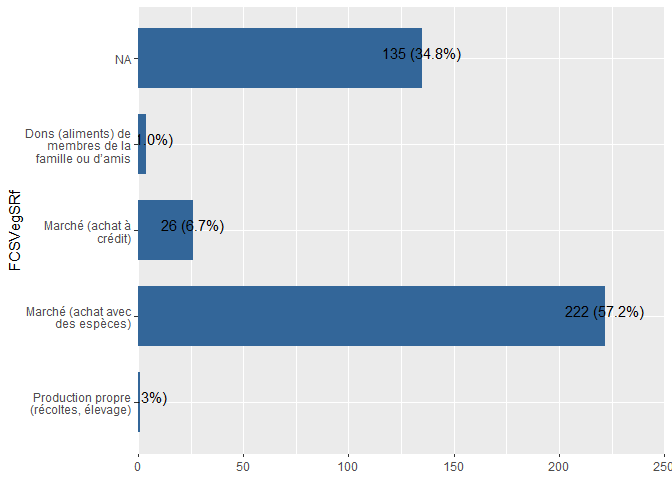 FCSVegSRf
NA
135 (34.8%)
Dons (aliments) de
membres de la
famille ou d'amis
.0%)
Marché (achat à
crédit)
26 (6.7%)
Marché (achat avec
des espèces)
222 (57.2%)
Production propre
(récoltes, élevage)
3%)
0 50 100 150 200 250